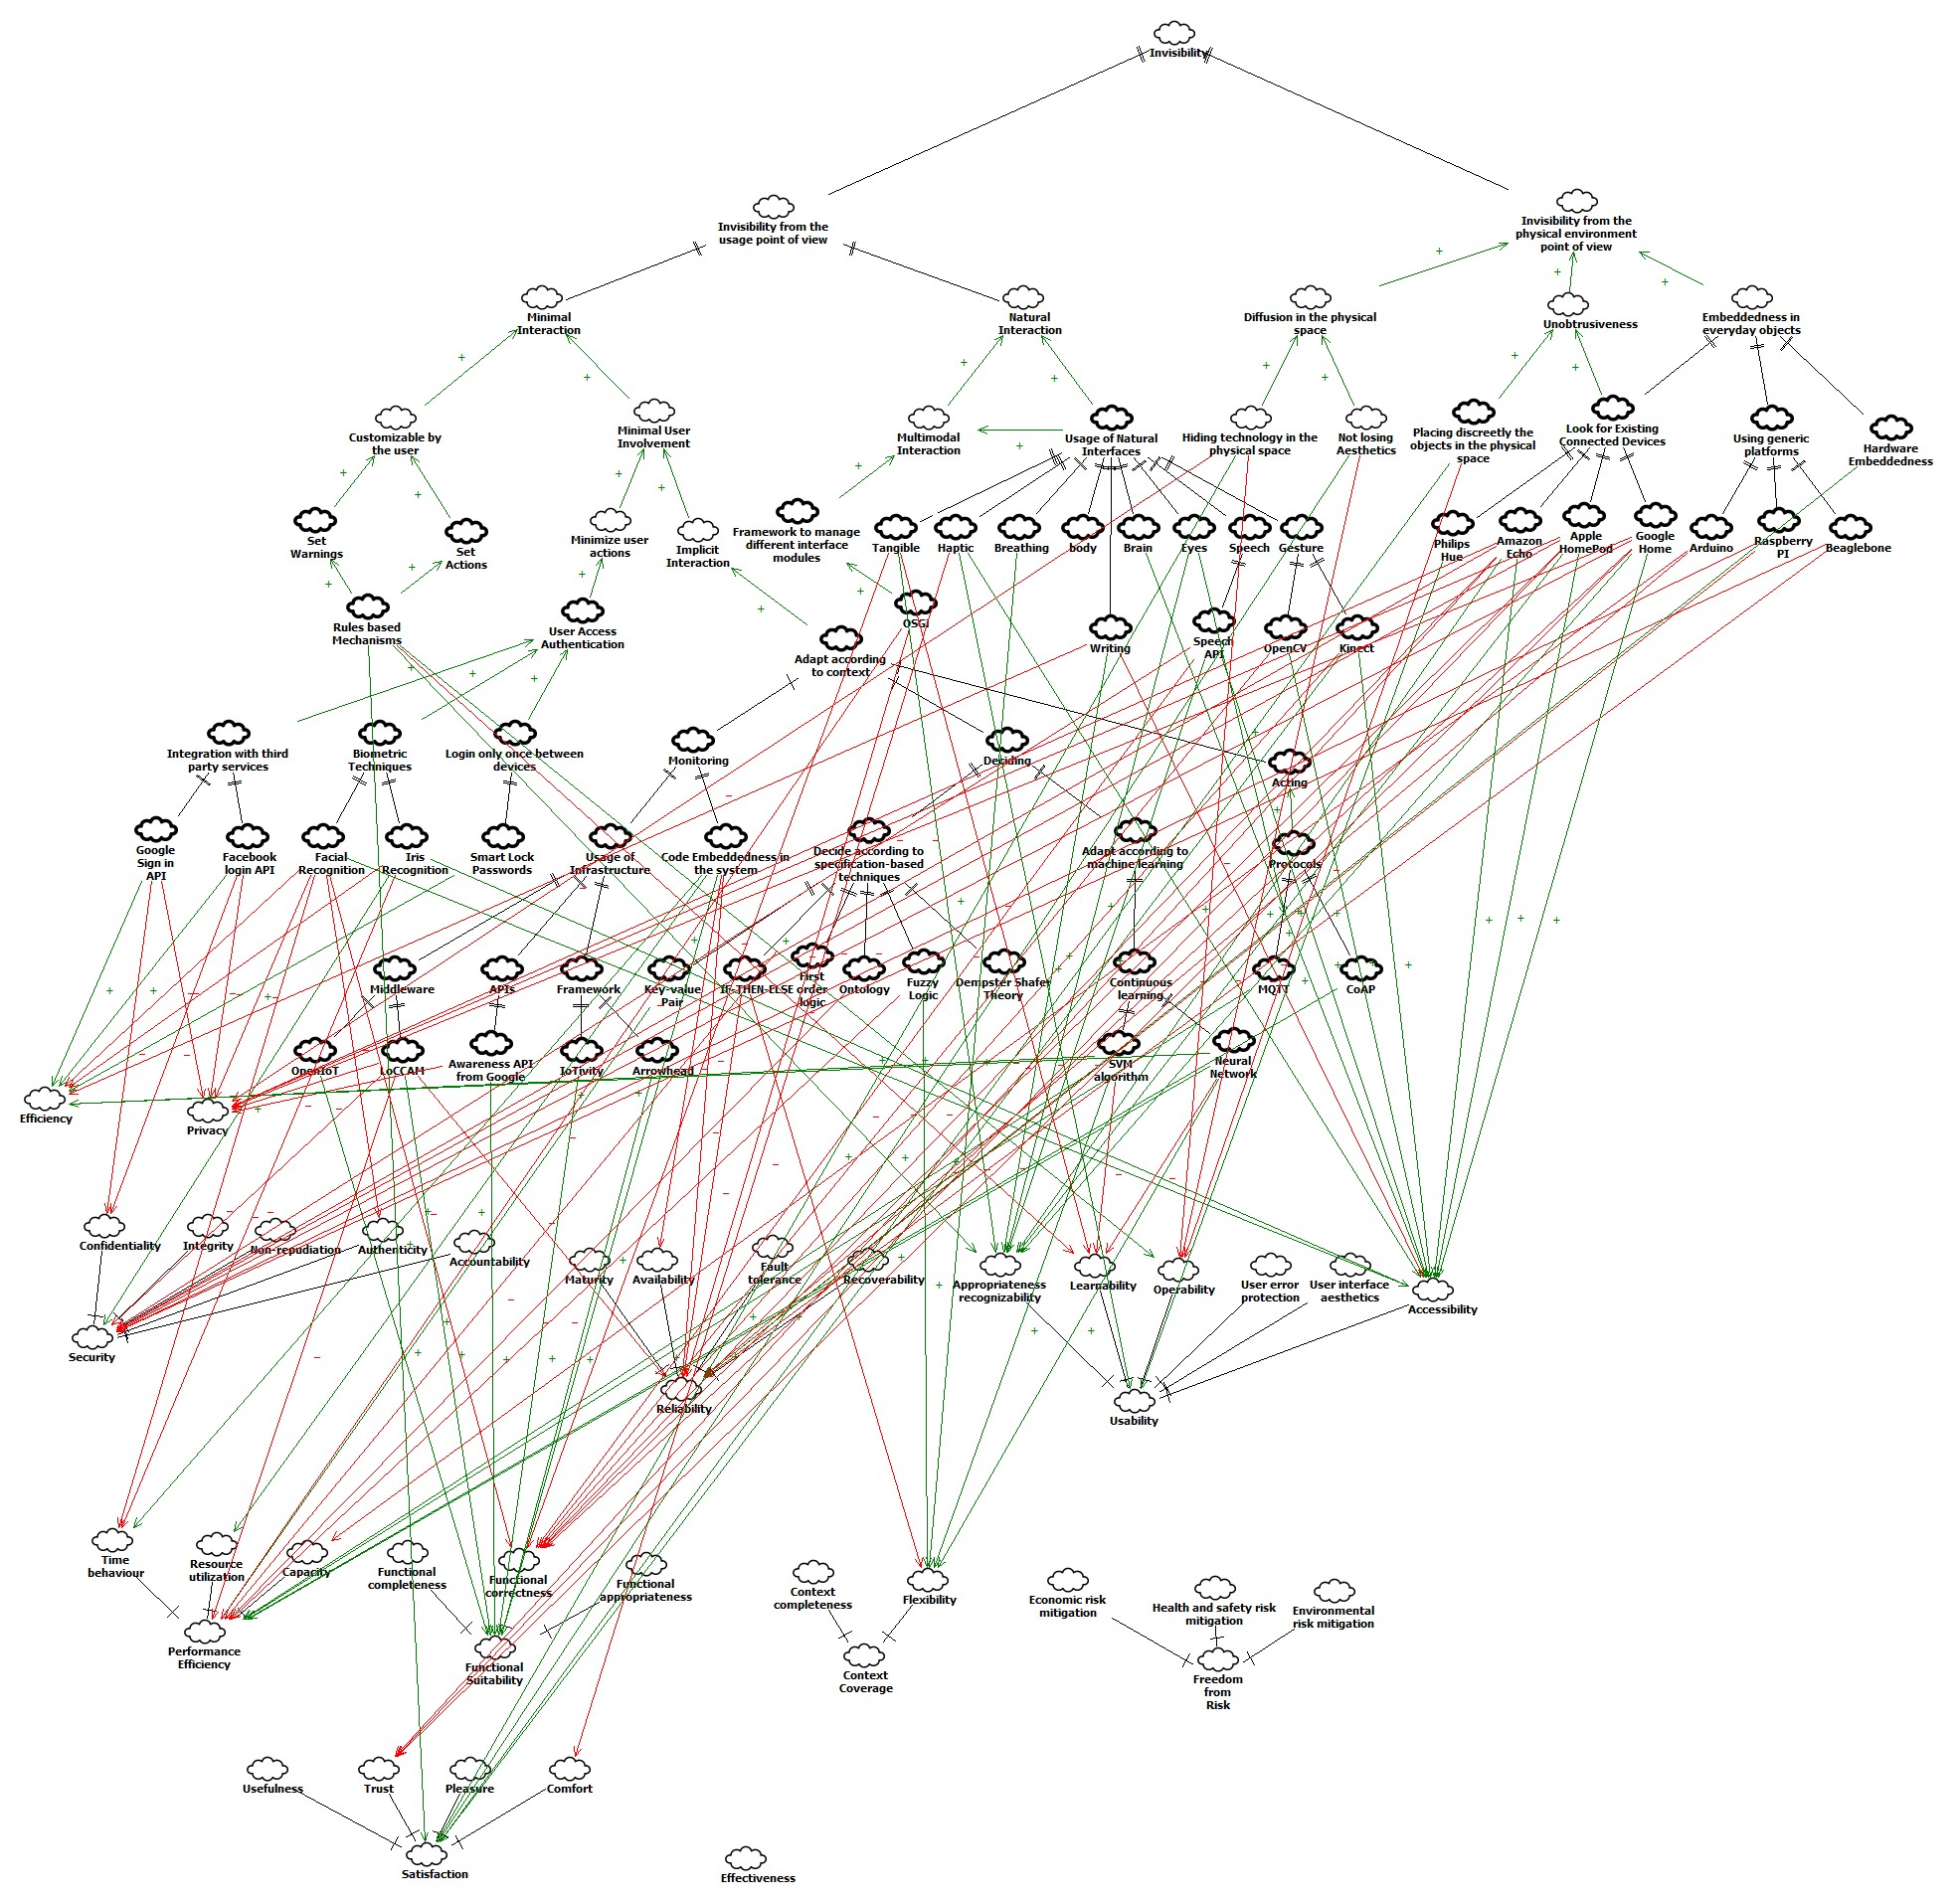 Invisibility
Invisibility from the
usage point of view
Invisibility from the
physical environment
point of view
Minimal
Interaction
Natural
Interaction
Diffusion in the physical
space
Unobtrusiveness
Embeddedness in
everyday objects
Customizable by
the user
Minimal User
Involvement
Multimodal
Interaction
Usage of Natural
Interfaces
Hiding technology in the
physical space
Not losing
Aesthetics
Placing discreetly the
objects in the physical
space
Look for Existing
Connected Devices
Using generic
platforms
Hardware
Embeddedness
Set
Warnings
Set
Actions
Minimize user
actions
Implicit
Interaction
Framework to manage
different interface
modules
Tangible
Haptic
Breathing
body
Brain
Eyes
Speech
Gesture
Philips
Hue
Amazon
Echo
Apple
HomePod
Google
Home
Arduino
Raspberry
PI
Beaglebone
Rules based
Mechanisms
User Access
Authentication
Adapt according
to context
OSGi
Writing
Speech
API
OpenCV
Kinect
Integration with third
party services
Biometric
Techniques
Login only once between
devices
Monitoring
Deciding
Acting
Google
Sign in
API
Facebook
login API
Facial
Recognition
Iris
Recognition
Smart Lock
Passwords
Usage of
Infrastructure
Code Embeddedness in
the system
Decide according to
specification-based
techniques
Adapt according to
machine learning
Protocols
Middleware
APIs
Framework
Key-value
Pair
IF-THEN-ELSE
First
order
logic
Ontology
Fuzzy
Logic
Dempster Shafer
Theory
Continuous
learning
MQTT
CoAP
OpenIoT
LoCCAM
Awareness API
from Google
IoTivity
Arrowhead
SVM
algorithm
Neural
Network
Efficiency
Privacy
Confidentiality
Integrity
Non-repudiation
Authenticity
Accountability
Maturity
Availability
Fault
tolerance
Recoverability
Appropriateness
recognizability
Learnability
Operability
User error
protection
User interface
aesthetics
Accessibility
Security
Reliability
Usability
Time
behaviour
Resource
utilization
Capacity
Functional
completeness
Functional
correctness
Functional
appropriateness
Context
completeness
Flexibility
Economic risk
mitigation
Health and safety risk
mitigation
Environmental
risk mitigation
Performance
Efficiency
Functional
Suitability
Context
Coverage
Freedom
from
Risk
Usefulness
Trust
Pleasure
Comfort
Satisfaction
Effectiveness